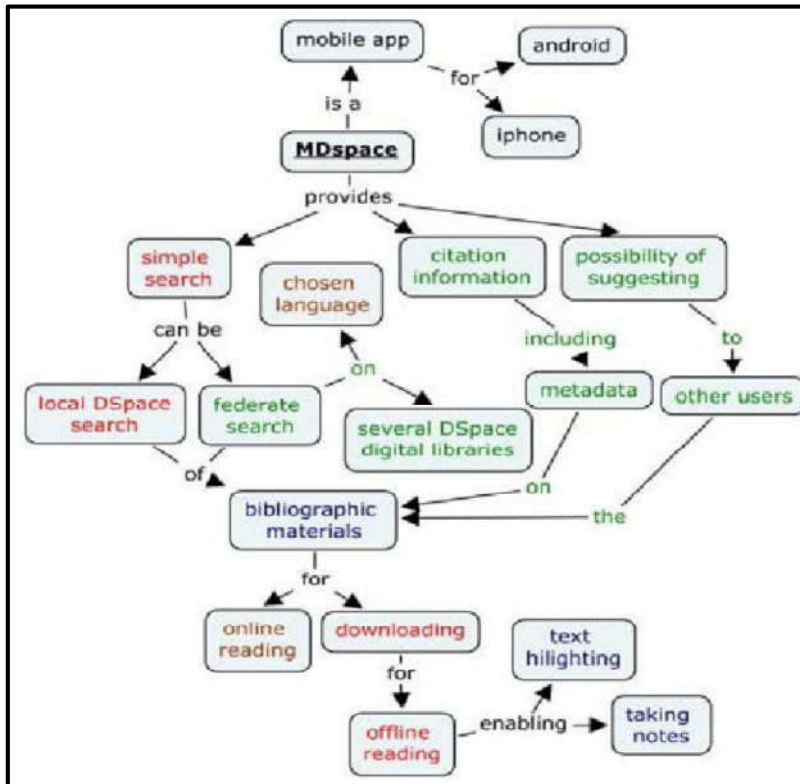 mobile app
android
for
is a
iphone
MDspace
provides
simple
search
citation
information
possibility of
suggesting
chosen
language
can be
including
to
on
local DSpace
search
federate
search
metadata
other users
several DSpace
digital libraries
of
on
bibliographic
materials
the
for
online
reading
downloading
text
hilighting
for
offline
reading
enabling
taking
notes